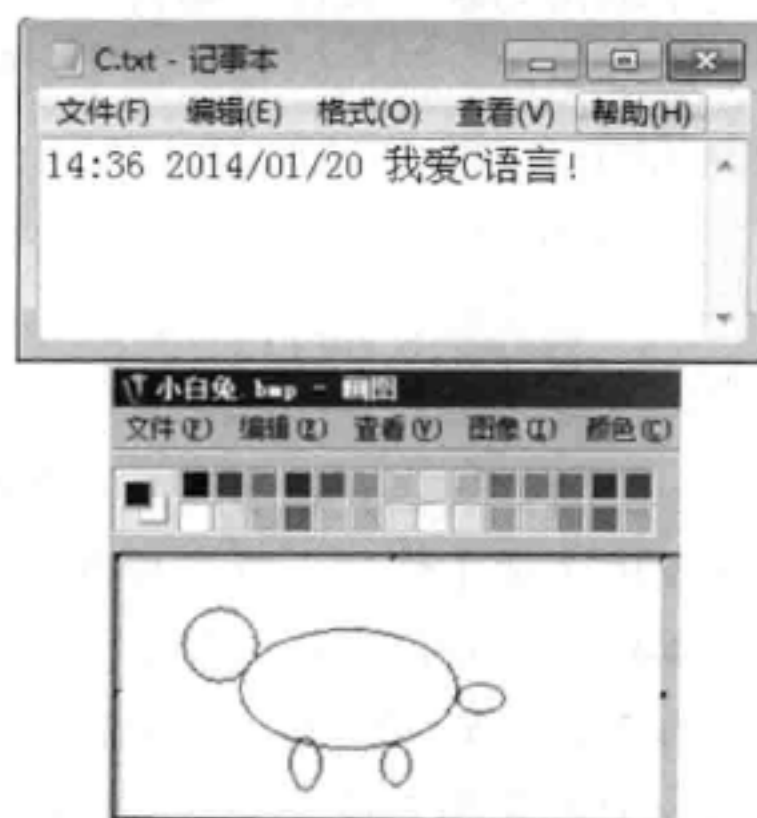 C.txt - 记事本
文件(F) 编辑(E) 格式(O) 查看(V) 帮助(H)
14:36 2014/01/20 我爱C语言!
小白兔.bmp - 画图
文件(F) 编辑(E) 查看(V) 图像(I) 颜色(C)